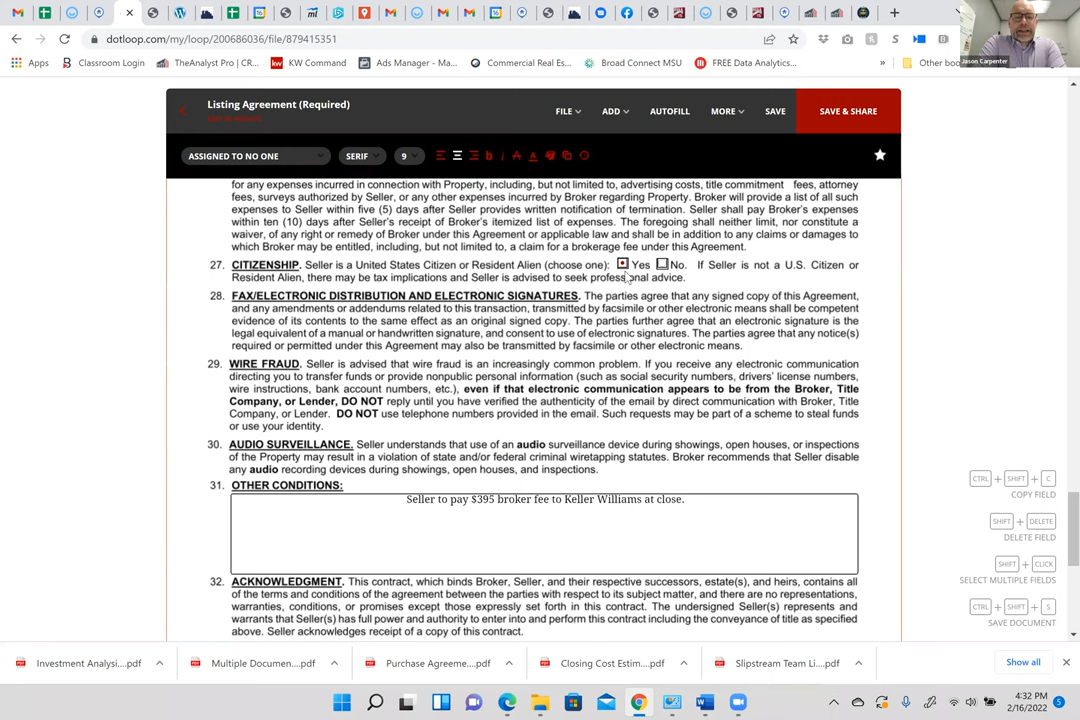 dotloop.com/my/loop/200686036/file/879415351
Apps
Classroom Login
TheAnalyst Pro | CR...
KW Command
Ads Manager - Ma...
Commercial Real Es...
Broad Connect MSU
FREE Data Analytics...
»
Other boo
Jason Carpenter
Listing Agreement (Required)
FILE
ADD
AUTOFILL
MORE
SAVE
SAVE & SHARE
ASSIGNED TO NO ONE
SERIF
9
for any expenses incurred in connection with Property, including, but not limited to, advertising costs, title commitment fees, attorney
fees, surveys authorized by Seller, or any other expenses incurred by Broker regarding Property. Broker will provide a list of all such
expenses to Seller within five (5) days after Seller provides written notification of termination. Seller shall pay Broker's expenses
within ten (10) days after Seller's receipt of Broker's itemized list of expenses. The foregoing shall neither limit, nor constitute a
waiver, of any right or remedy of Broker under this Agreement or applicable law and shall be in addition to any claims or damages to
which Broker may be entitled, including, but not limited to, a claim for a brokerage fee under this Agreement.
27. CITIZENSHIP. Seller is a United States Citizen or Resident Alien (choose one): Yes No. If Seller is not a U.S. Citizen or
Resident Alien, there may be tax implications and Seller is advised to seek professional advice.
28. FAX/ELECTRONIC DISTRIBUTION AND ELECTRONIC SIGNATURES. The parties agree that any signed copy of this Agreement,
and any amendments or addendums related to this transaction, transmitted by facsimile or other electronic means shall be competent
evidence of its contents to the same effect as an original signed copy. The parties further agree that an electronic signature is the
legal equivalent of a manual or handwritten signature, and consent to use of electronic signatures. The parties agree that any notice(s)
required or permitted under this Agreement may also be transmitted by facsimile or other electronic means.
29. WIRE FRAUD. Seller is advised that wire fraud is an increasingly common problem. If you receive any electronic communication
directing you to transfer funds or provide nonpublic personal information (such as social security numbers, drivers' license numbers,
wire instructions, bank account numbers, etc.), even if that electronic communication appears to be from the Broker, Title
Company, or Lender, DO NOT reply until you have verified the authenticity of the email by direct communication with Broker, Title
Company, or Lender. DO NOT use telephone numbers provided in the email. Such requests may be part of a scheme to steal funds
or use your identity.
30. AUDIO SURVEILLANCE. Seller understands that use of an audio surveillance device during showings, open houses, or inspections
of the Property may result in a violation of state and/or federal criminal wiretapping statutes. Broker recommends that Seller disable
any audio recording devices during showings, open houses, and inspections.
31. OTHER CONDITIONS:
Seller to pay $395 broker fee to Keller Williams at close.
32. ACKNOWLEDGMENT. This contract, which binds Broker, Seller, and their respective successors, estate(s), and heirs, contains all
of the terms and conditions of the agreement between the parties with respect to its subject matter, and there are no representations,
warranties, conditions, or promises except those expressly set forth in this contract. The undersigned Seller(s) represents and
warrants that Seller(s) has full power and authority to enter into and perform this contract including the conveyance of title as specified
above. Seller acknowledges receipt of a copy of this contract.
CTRL + SHIFT + C
COPY FIELD
SHIFT + DELETE
DELETE FIELD
SHIFT + CLICK
SELECT MULTIPLE FIELDS
CTRL + SHIFT + S
SAVE DOCUMENT
Investment Analysi....pdf
Multiple Documen....pdf
Purchase Agreeme....pdf
Closing Cost Estim....pdf
Slipstream Team Li....pdf
Show all
4:32 PM
2/16/2022